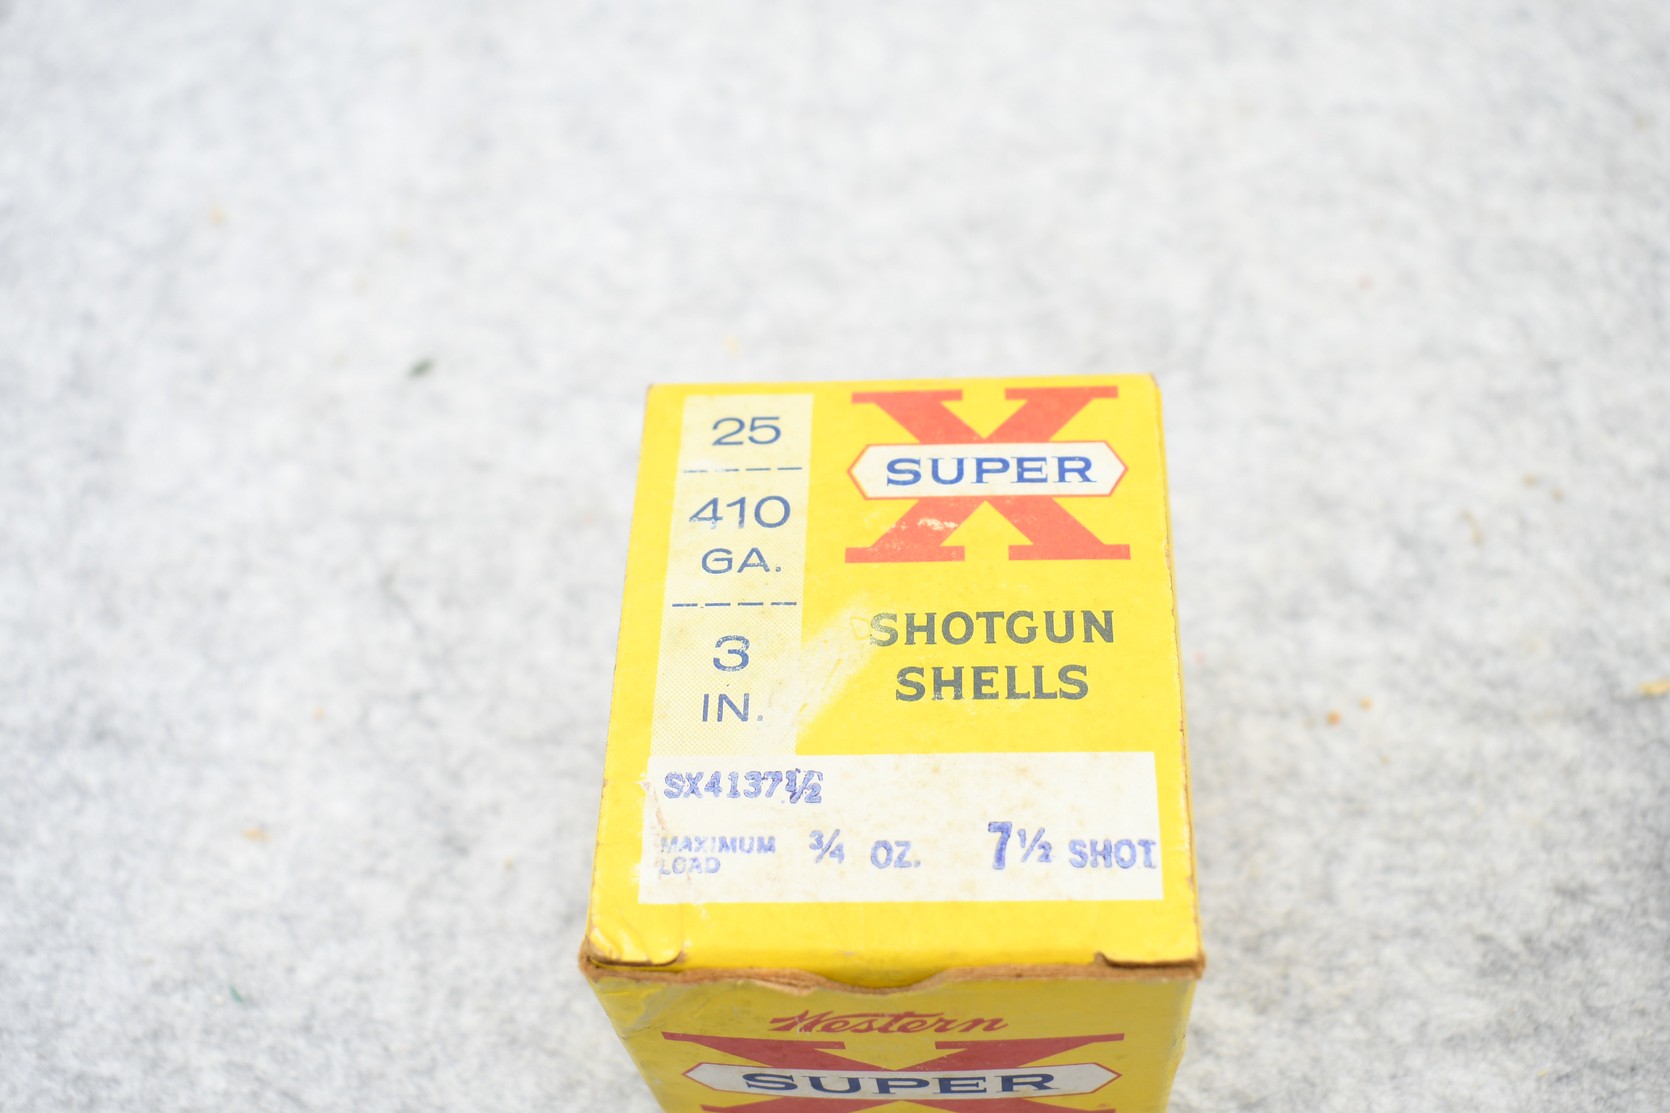 25
410
GA.
3
IN.
X
SUPER
SHOTGUN
SHELLS
SX4137½
MAXIMUM
LOAD
¾ OZ. 7½ SHOT
Western
X
SUPER